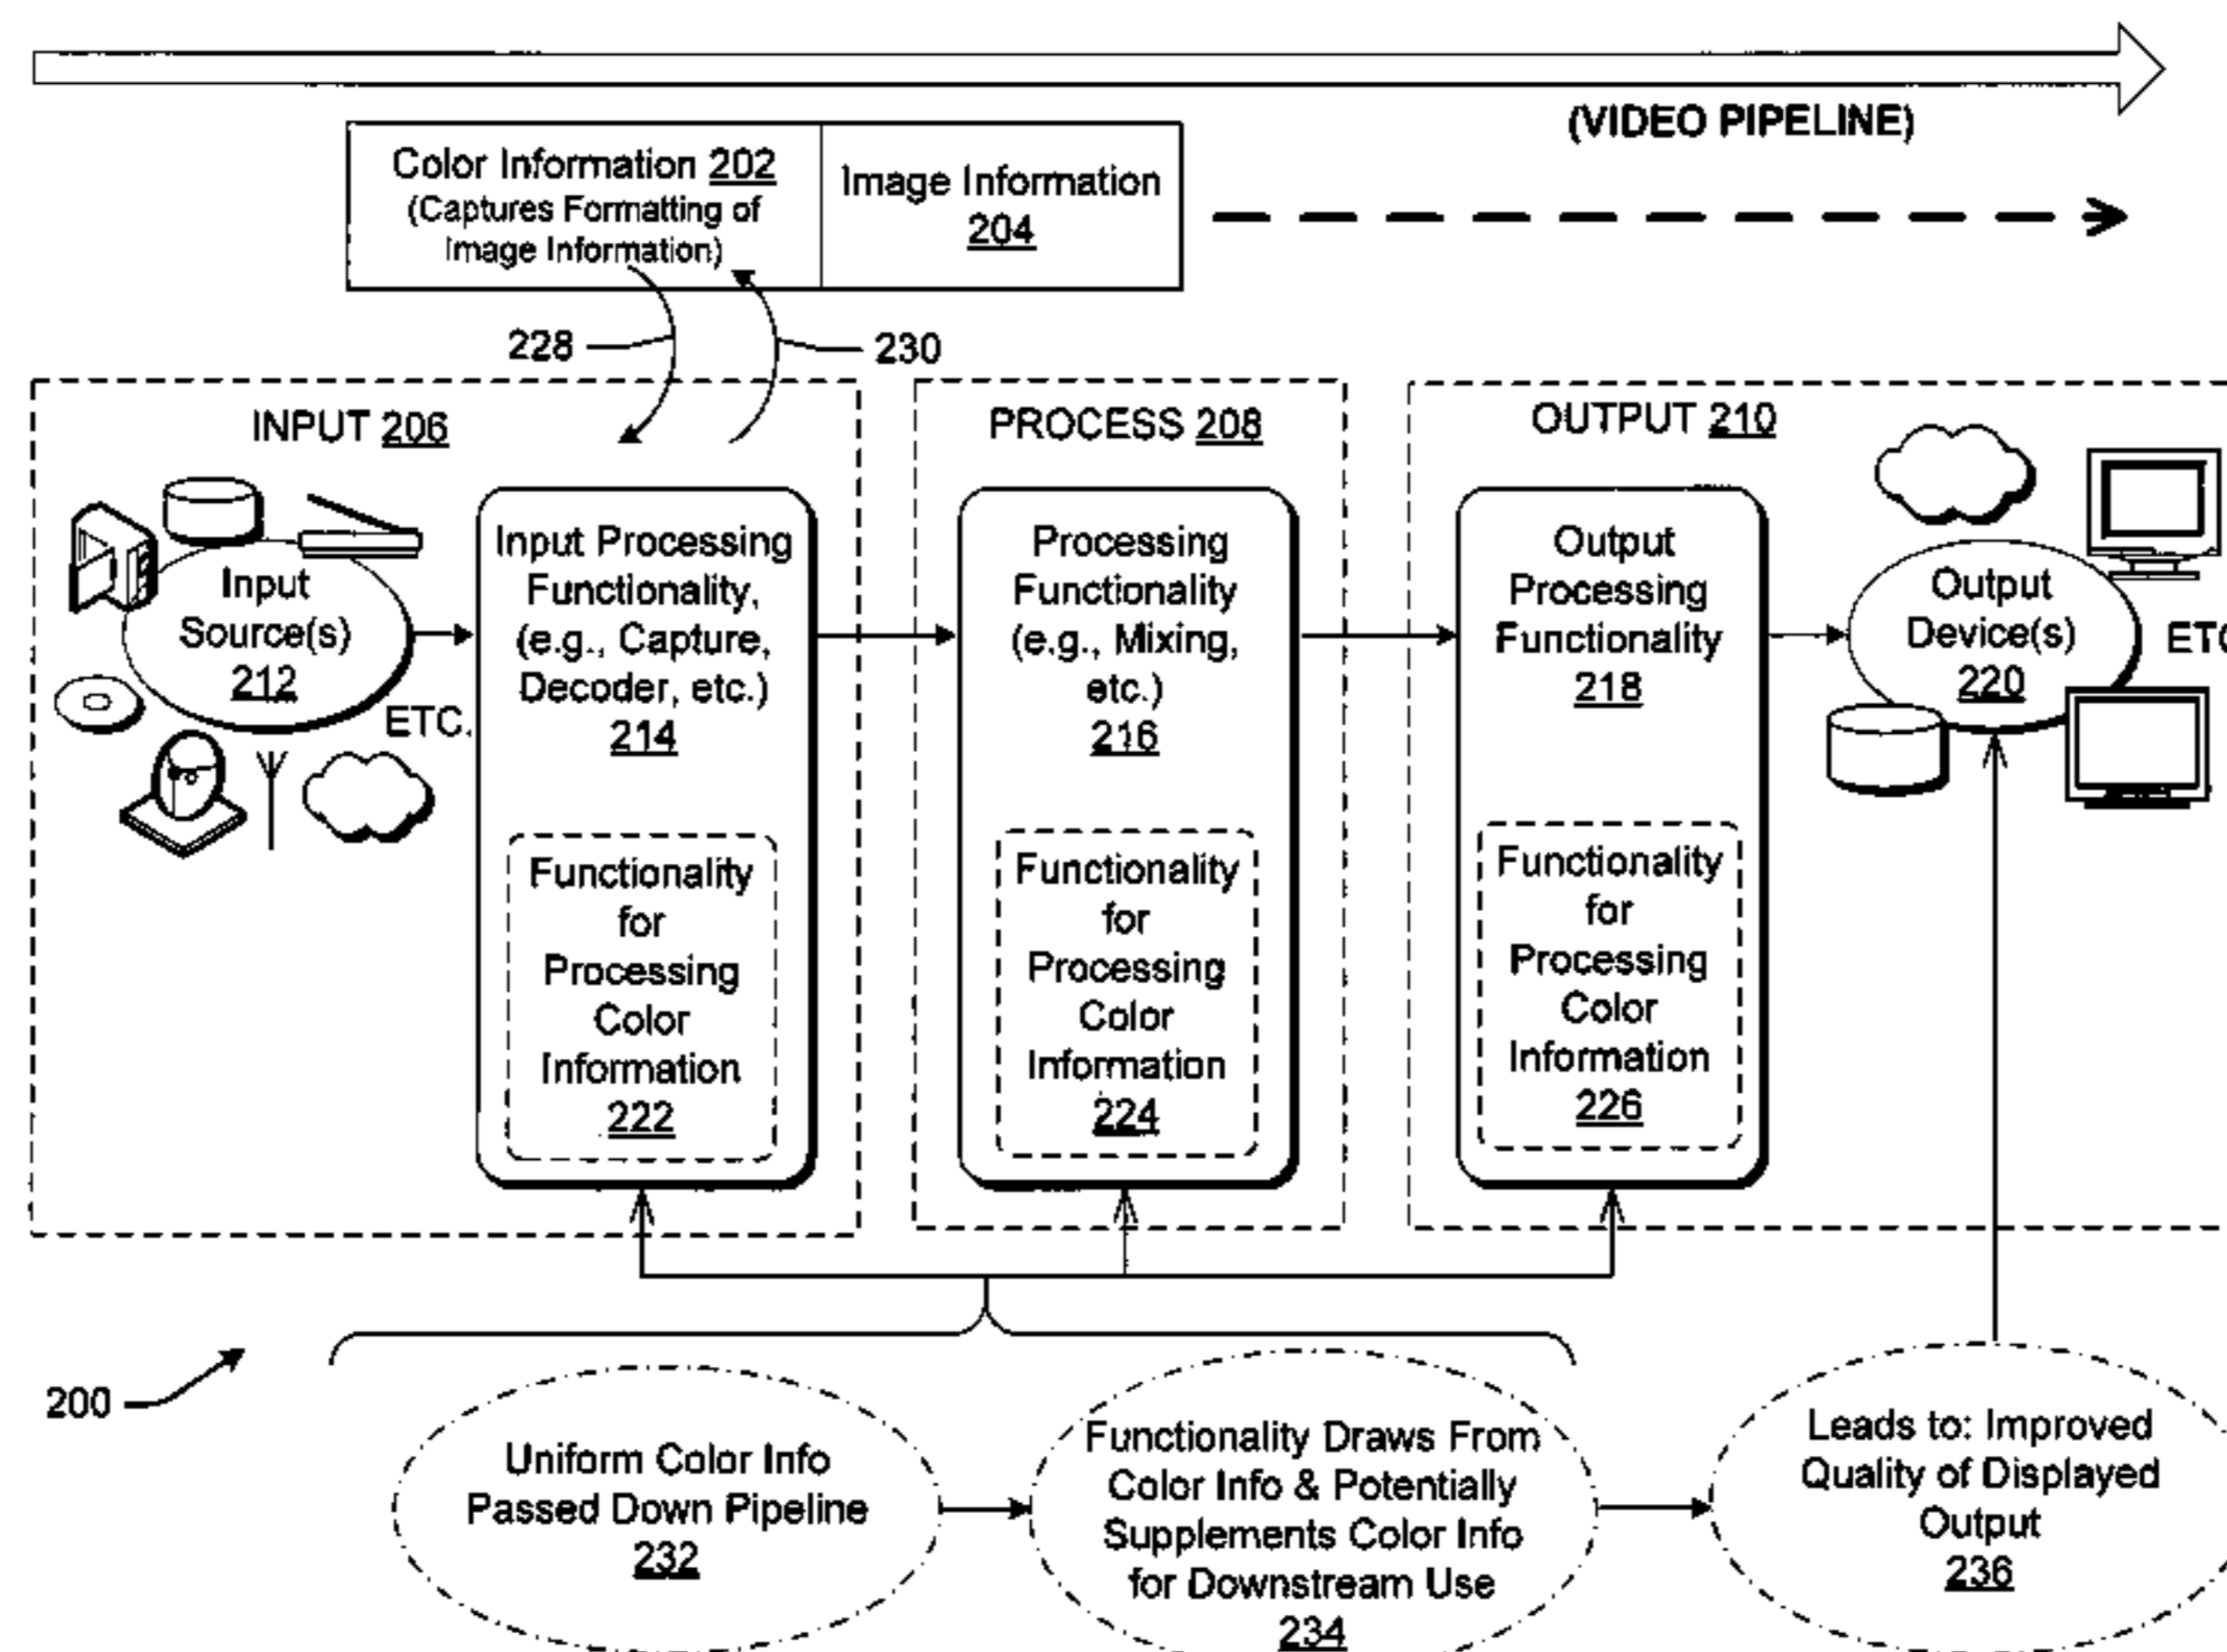 (VIDEO PIPELINE)
Color Information 202
(Captures Formatting of
Image Information)
Image Information
204
228
230
INPUT 206
Input
Source(s)
212
ETC.
Input Processing
Functionality,
(e.g., Capture,
Decoder, etc.)
214
Functionality
for
Processing
Color
Information
222
PROCESS 208
Processing
Functionality
(e.g., Mixing,
etc.)
216
Functionality
for
Processing
Color
Information
224
OUTPUT 210
Output
Processing
Functionality
218
Functionality
for
Processing
Color
Information
226
Output
Device(s)
220
ETC
200
Uniform Color Info
Passed Down Pipeline
232
Functionality Draws From
Color Info & Potentially
Supplements Color Info
for Downstream Use
234
Leads to: Improved
Quality of Displayed
Output
236